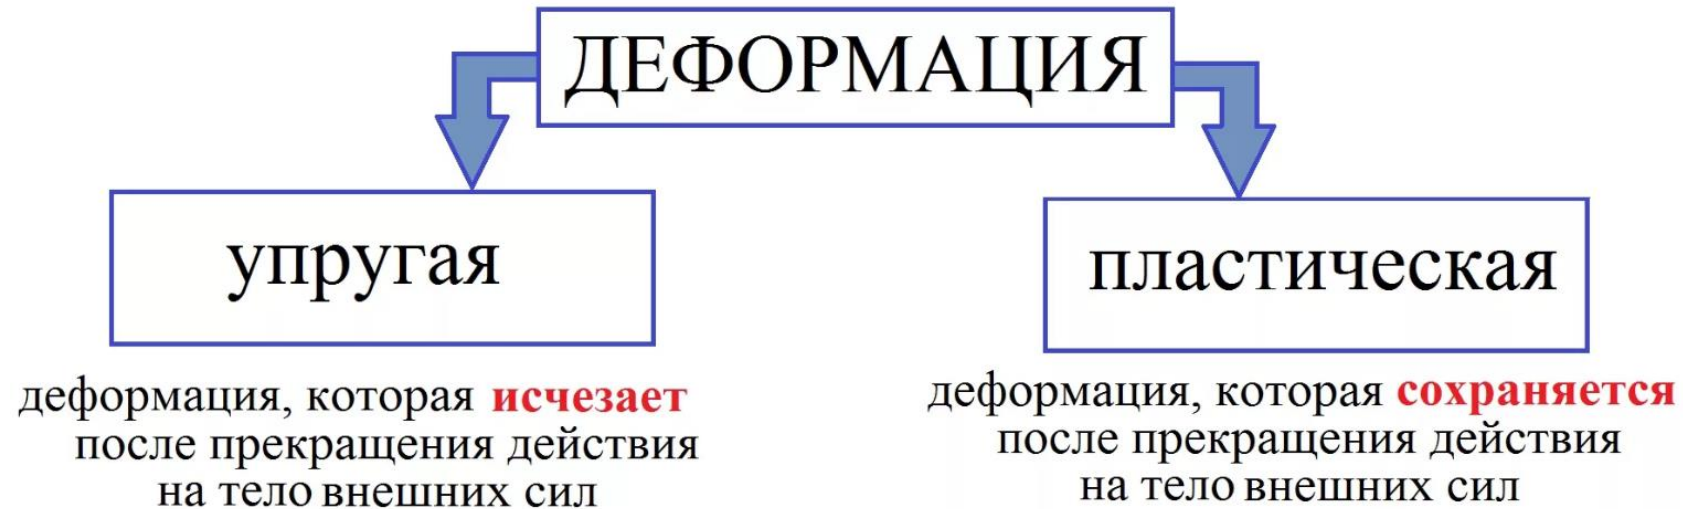 ДЕФОРМАЦИЯ
упругая
деформация, которая исчезает
после прекращения действия
на тело внешних сил
пластическая
деформация, которая сохраняется
после прекращения действия
на тело внешних сил